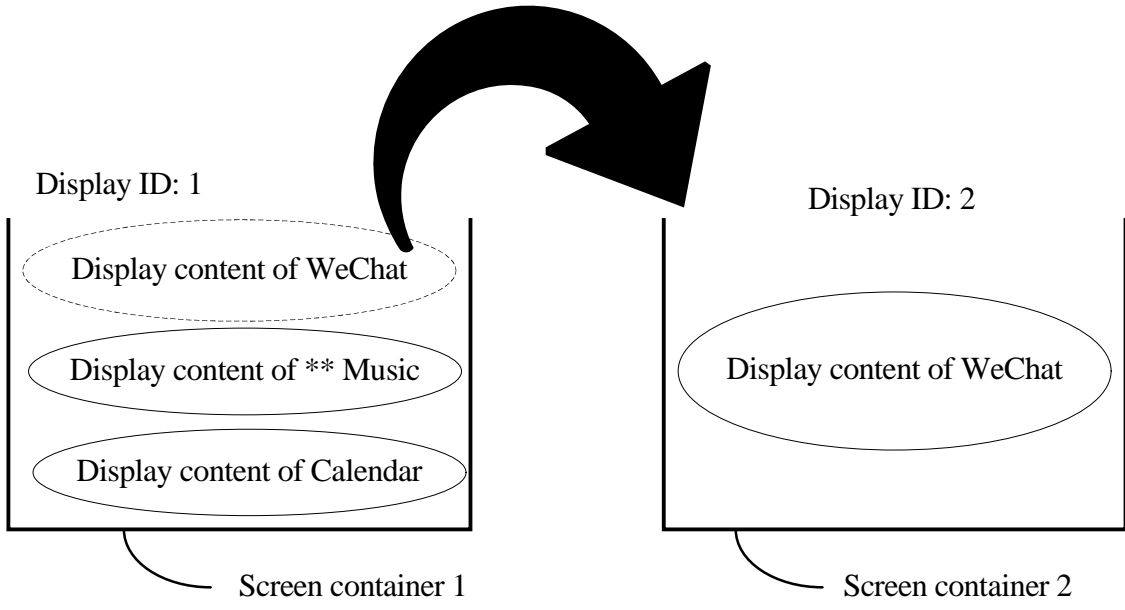 Display ID: 1
Display content of WeChat
Display content of ** Music
Display content of Calendar
Screen container 1
Display ID: 2
Display content of WeChat
Screen container 2